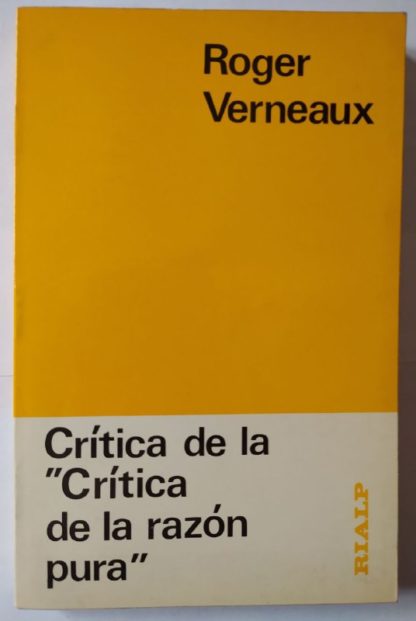 Roger
Verneaux
Crítica de la
"Crítica
de la razón
pura"
RIALP